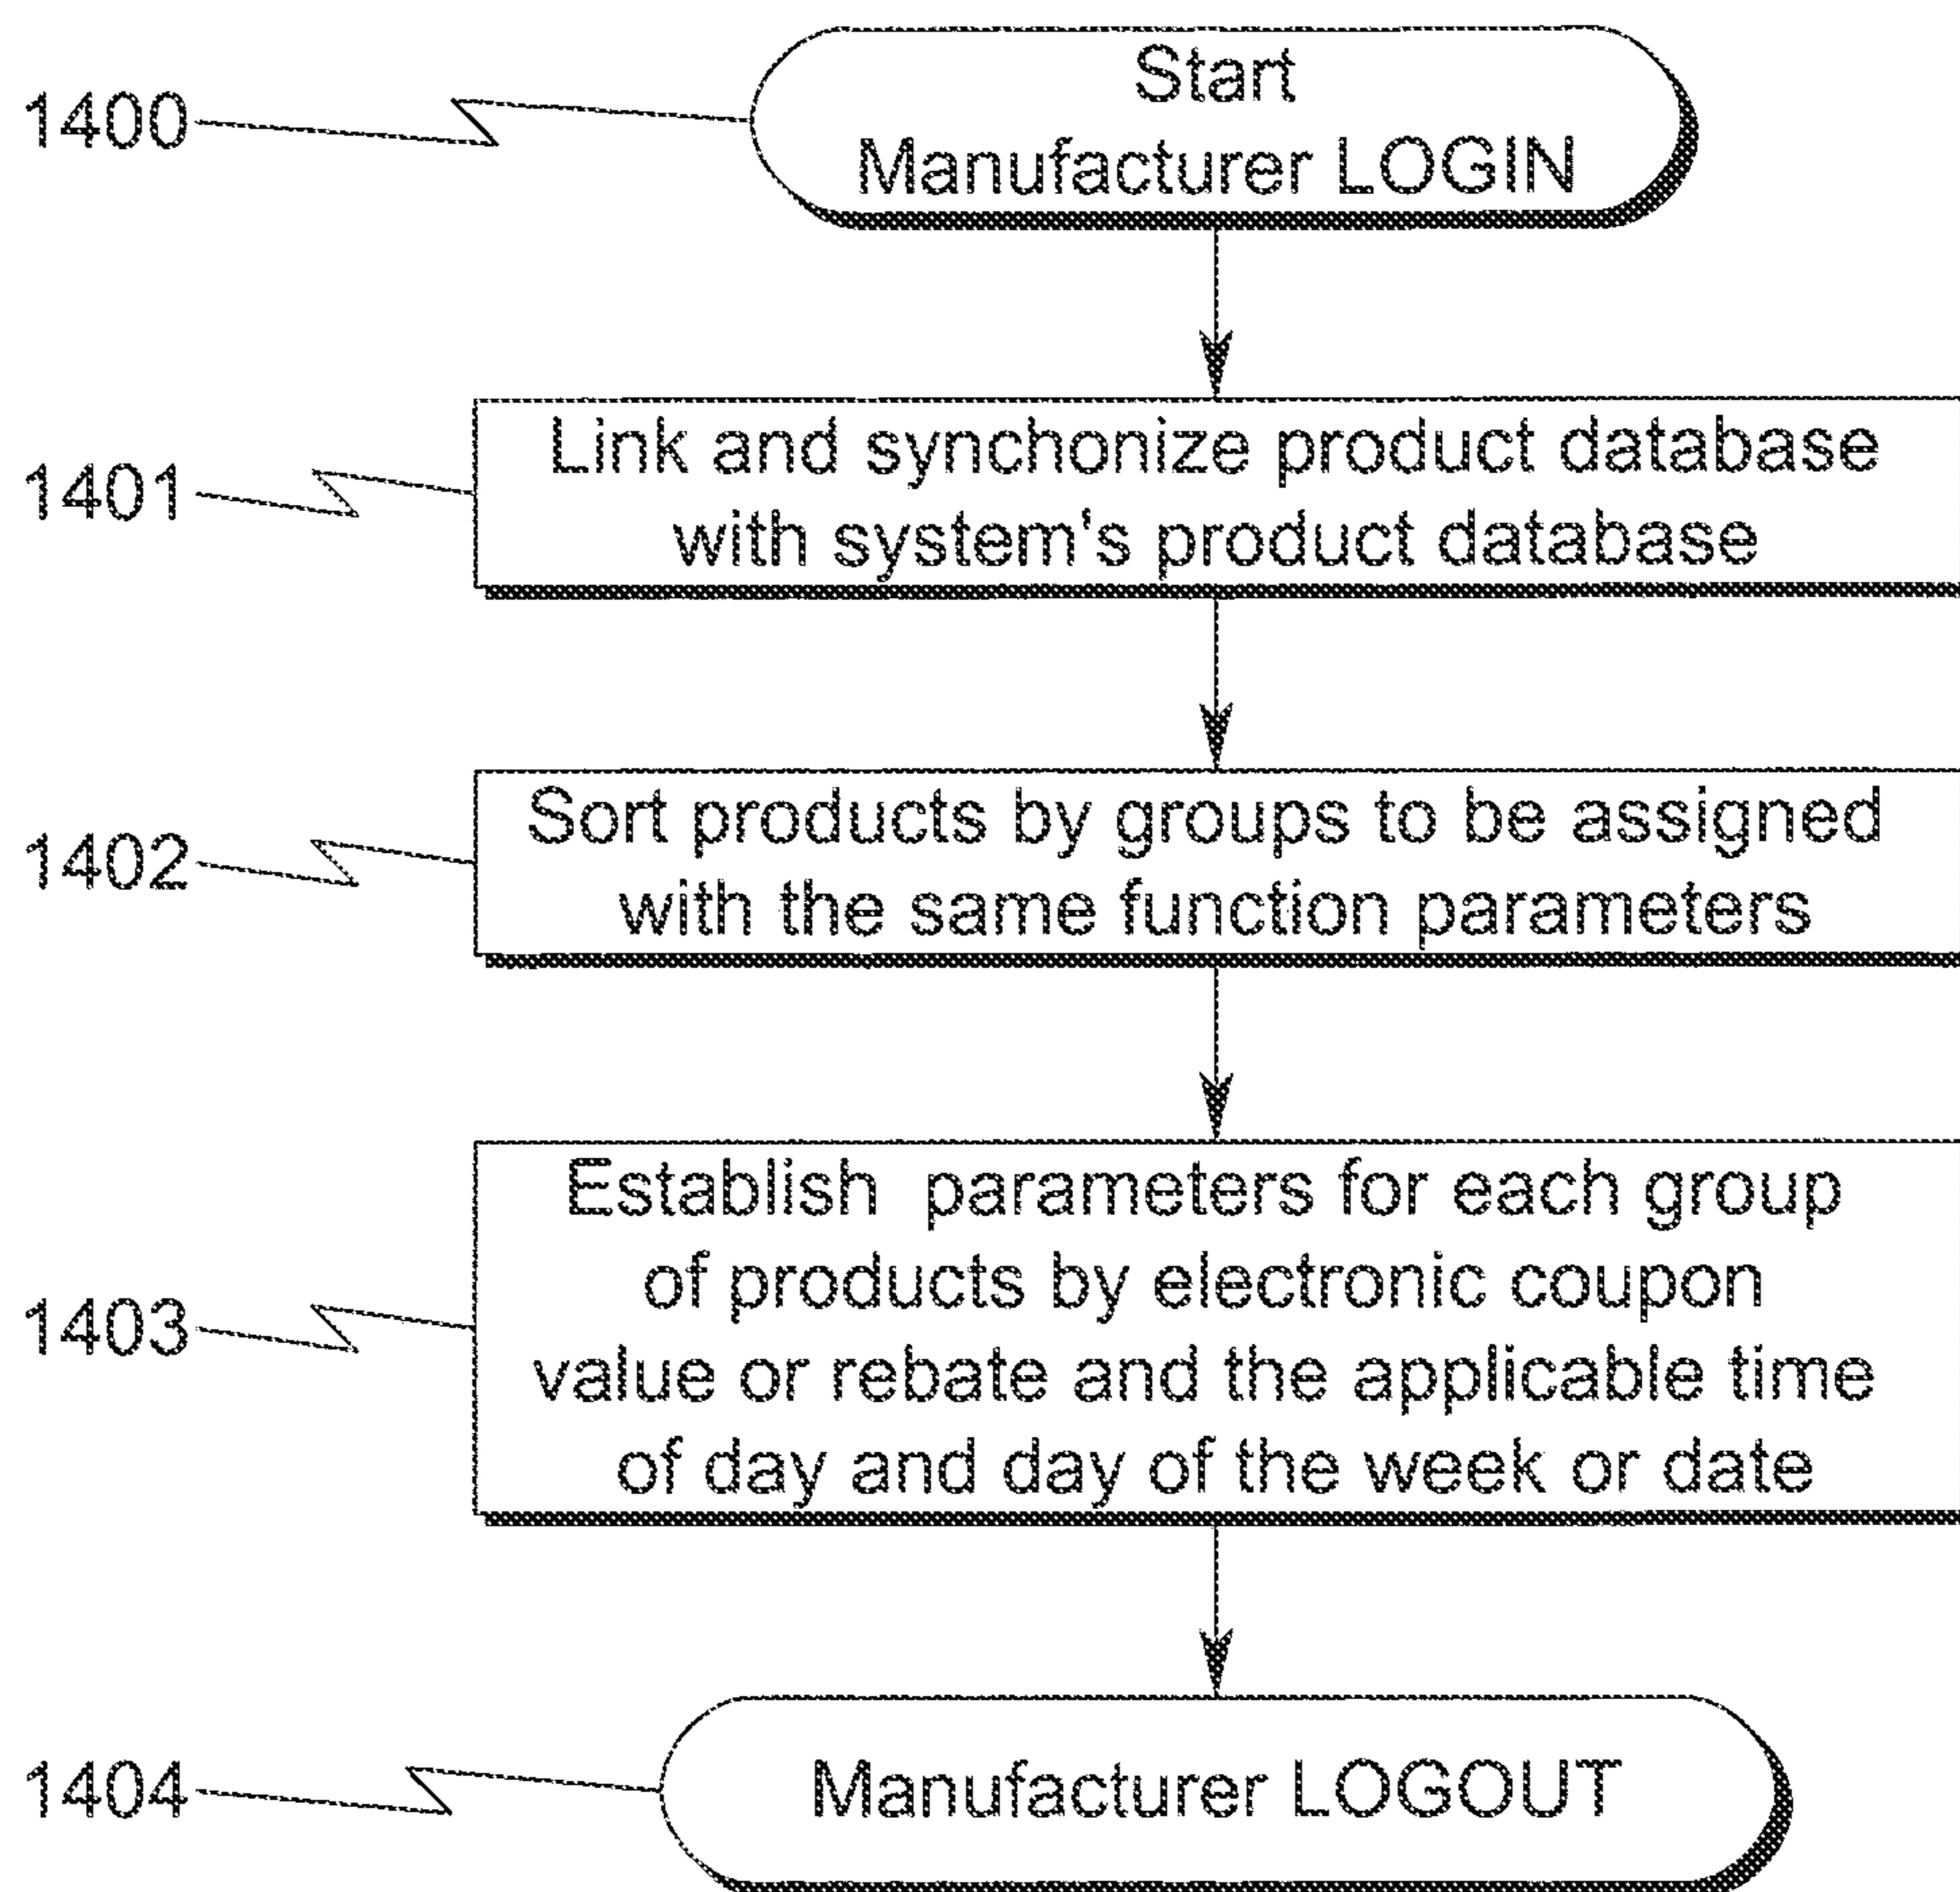 1400
Start
Manufacturer LOGIN
1401
Link and synchonize product database
with system's product database
1402
Sort products by groups to be assigned
with the same function parameters
1403
Establish  parameters for each group
of products by electronic coupon
value or rebate and the applicable time
of day and day of the week or date
1404
Manufacturer LOGOUT